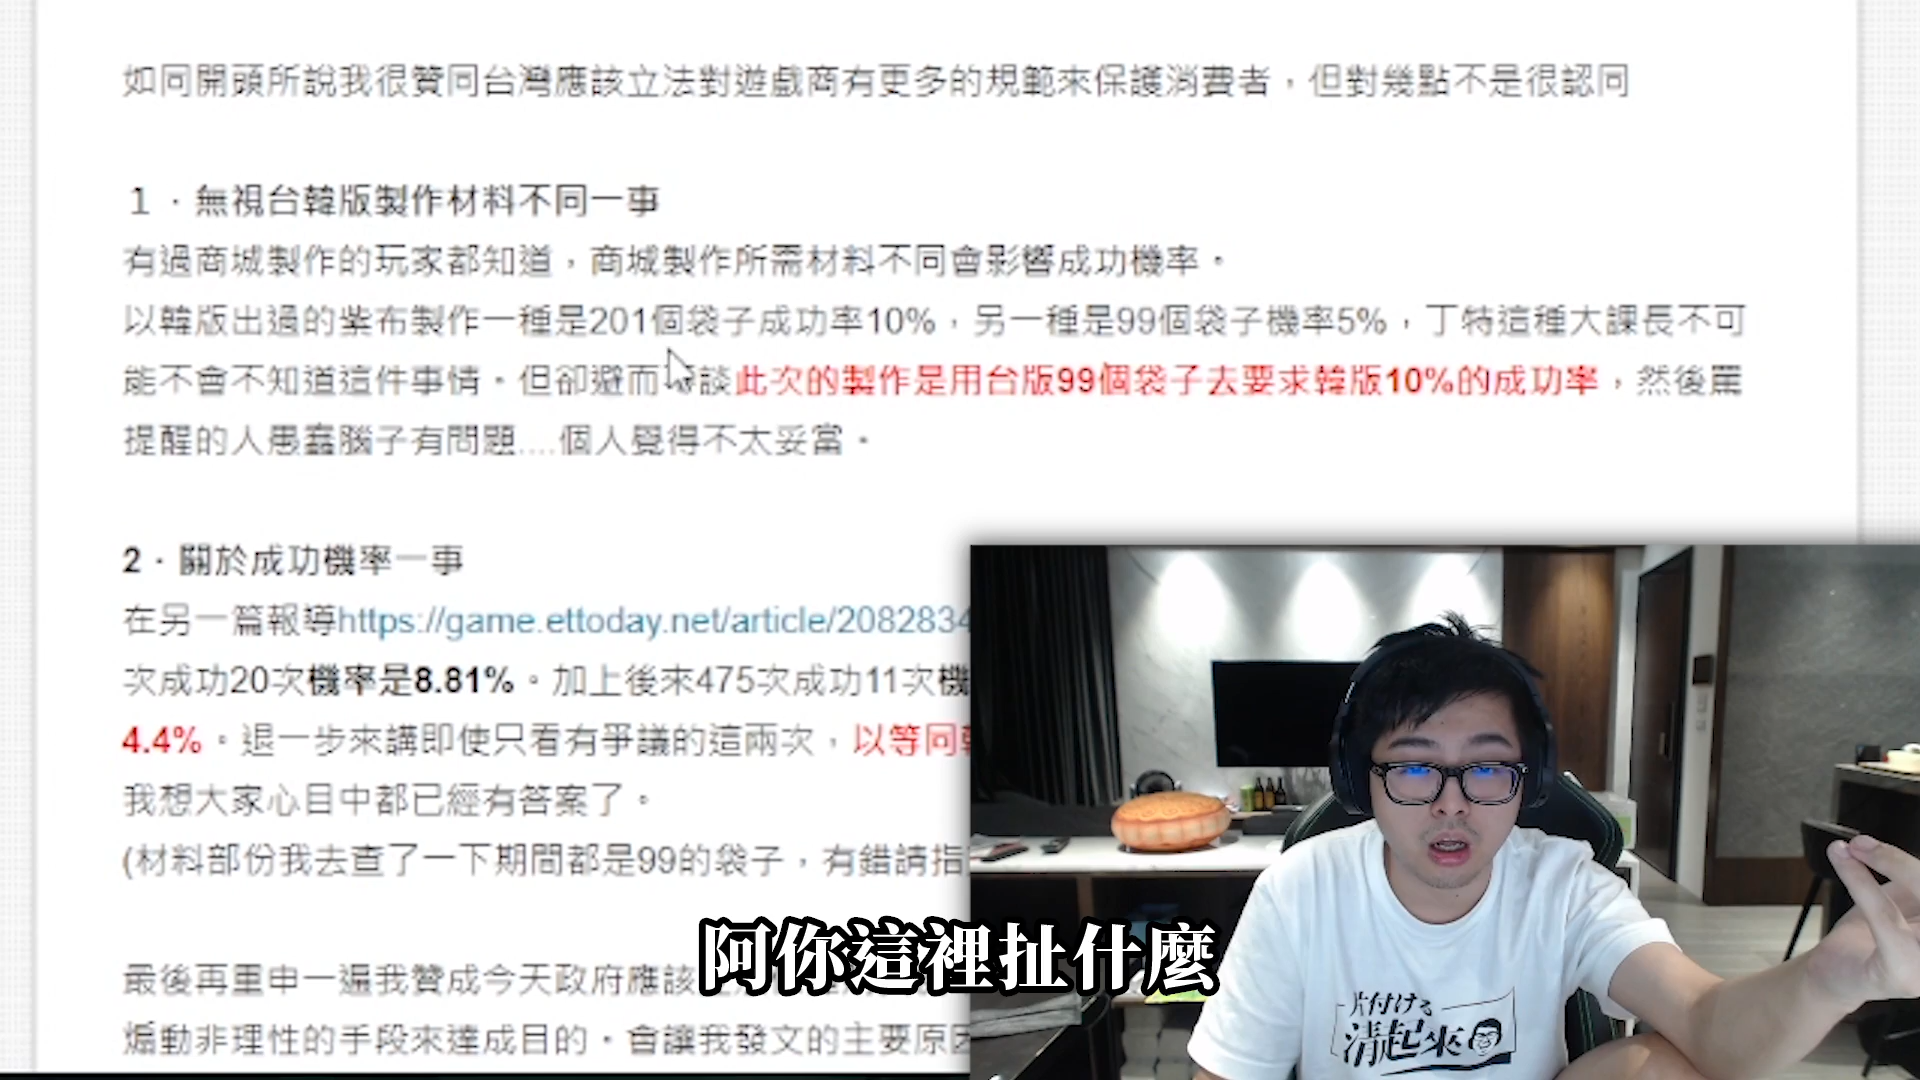 如同開頭所說我很贊同台灣應該立法對遊戲商有更多的規範來保護消費者，但對幾點不是很認同
１．無視台韓版製作材料不同一事
有過商城製作的玩家都知道，商城製作所需材料不同會影響成功機率。
以韓版出過的紫布製作一種是201個袋子成功率10%，另一種是99個袋子機率5%，丁特這種大課長不可
能不會不知道這件事情。但卻避而談此次的製作是用台版99個袋子去要求韓版10%的成功率，然後罵
提醒的人愚蠢腦子有問題....個人覺得不太妥當。
2．關於成功機率一事
在另一篇報導https://game.ettoday.net/article/2082834
次成功20次機率是8.81%。加上後來475次成功11次機
4.4%。退一步來講即使只看有爭議的這兩次，以等同
我想大家心目中都已經有答案了。
(材料部份我去查了一下期間都是99的袋子，有錯請指
最後再重申一遍我贊成今天政府應該
煽動非理性的手段來達成目的。會讓我發文的主要原因
阿你這裡扯什麼
片付ける
清起來